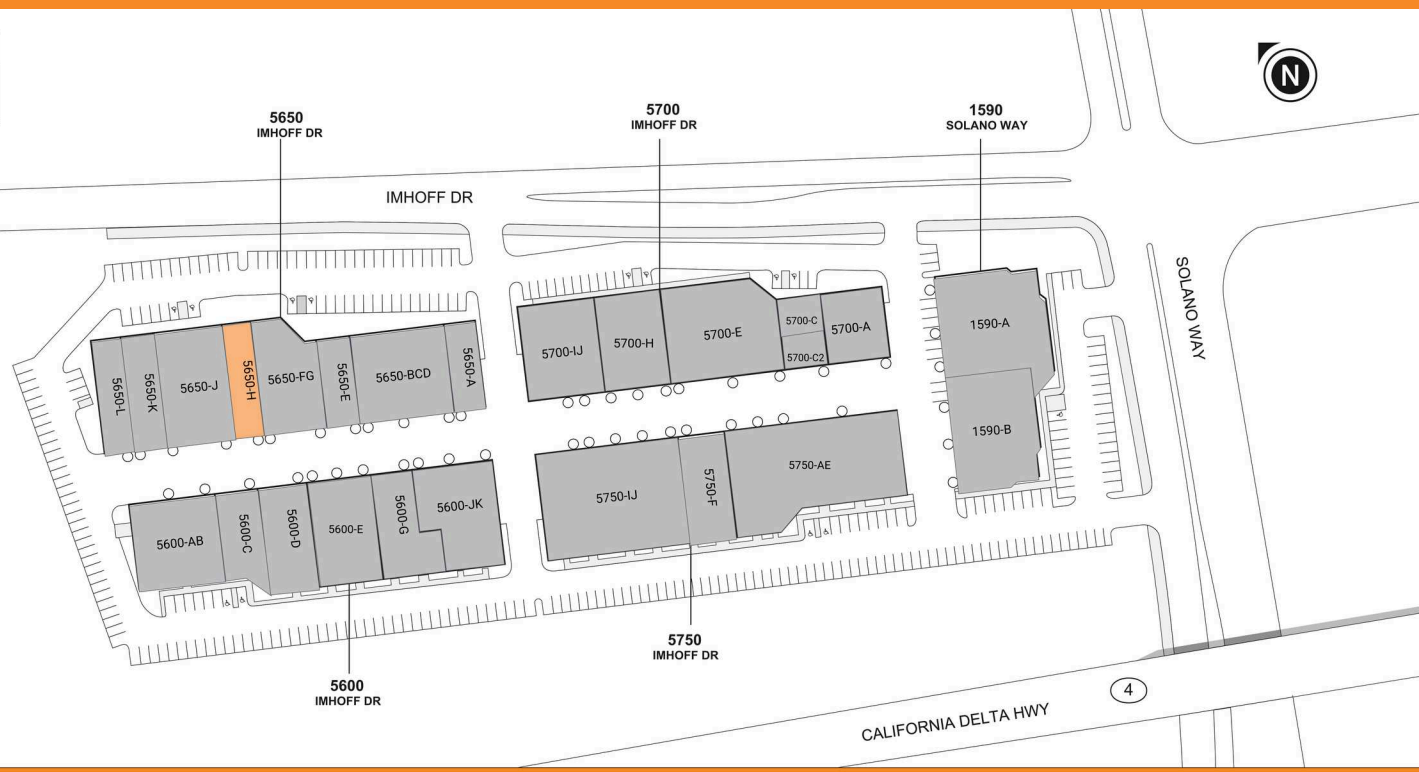 5650
IMHOFF DR
5700
IMHOFF DR
1590
SOLANO WAY
N
IMHOFF DR
SOLANO WAY
5650-L
5650-K
5650-J
5650-H
5650-FG
5650-E
5650-BCD
5650-A
5700-IJ
5700-H
5700-E
5700-C
5700-C2
5700-A
1590-A
1590-B
5600-AB
5600-C
5600-D
5600-E
5600-G
5600-JK
5750-IJ
5750-F
5750-AE
5600
IMHOFF DR
5750
IMHOFF DR
4
CALIFORNIA DELTA HWY